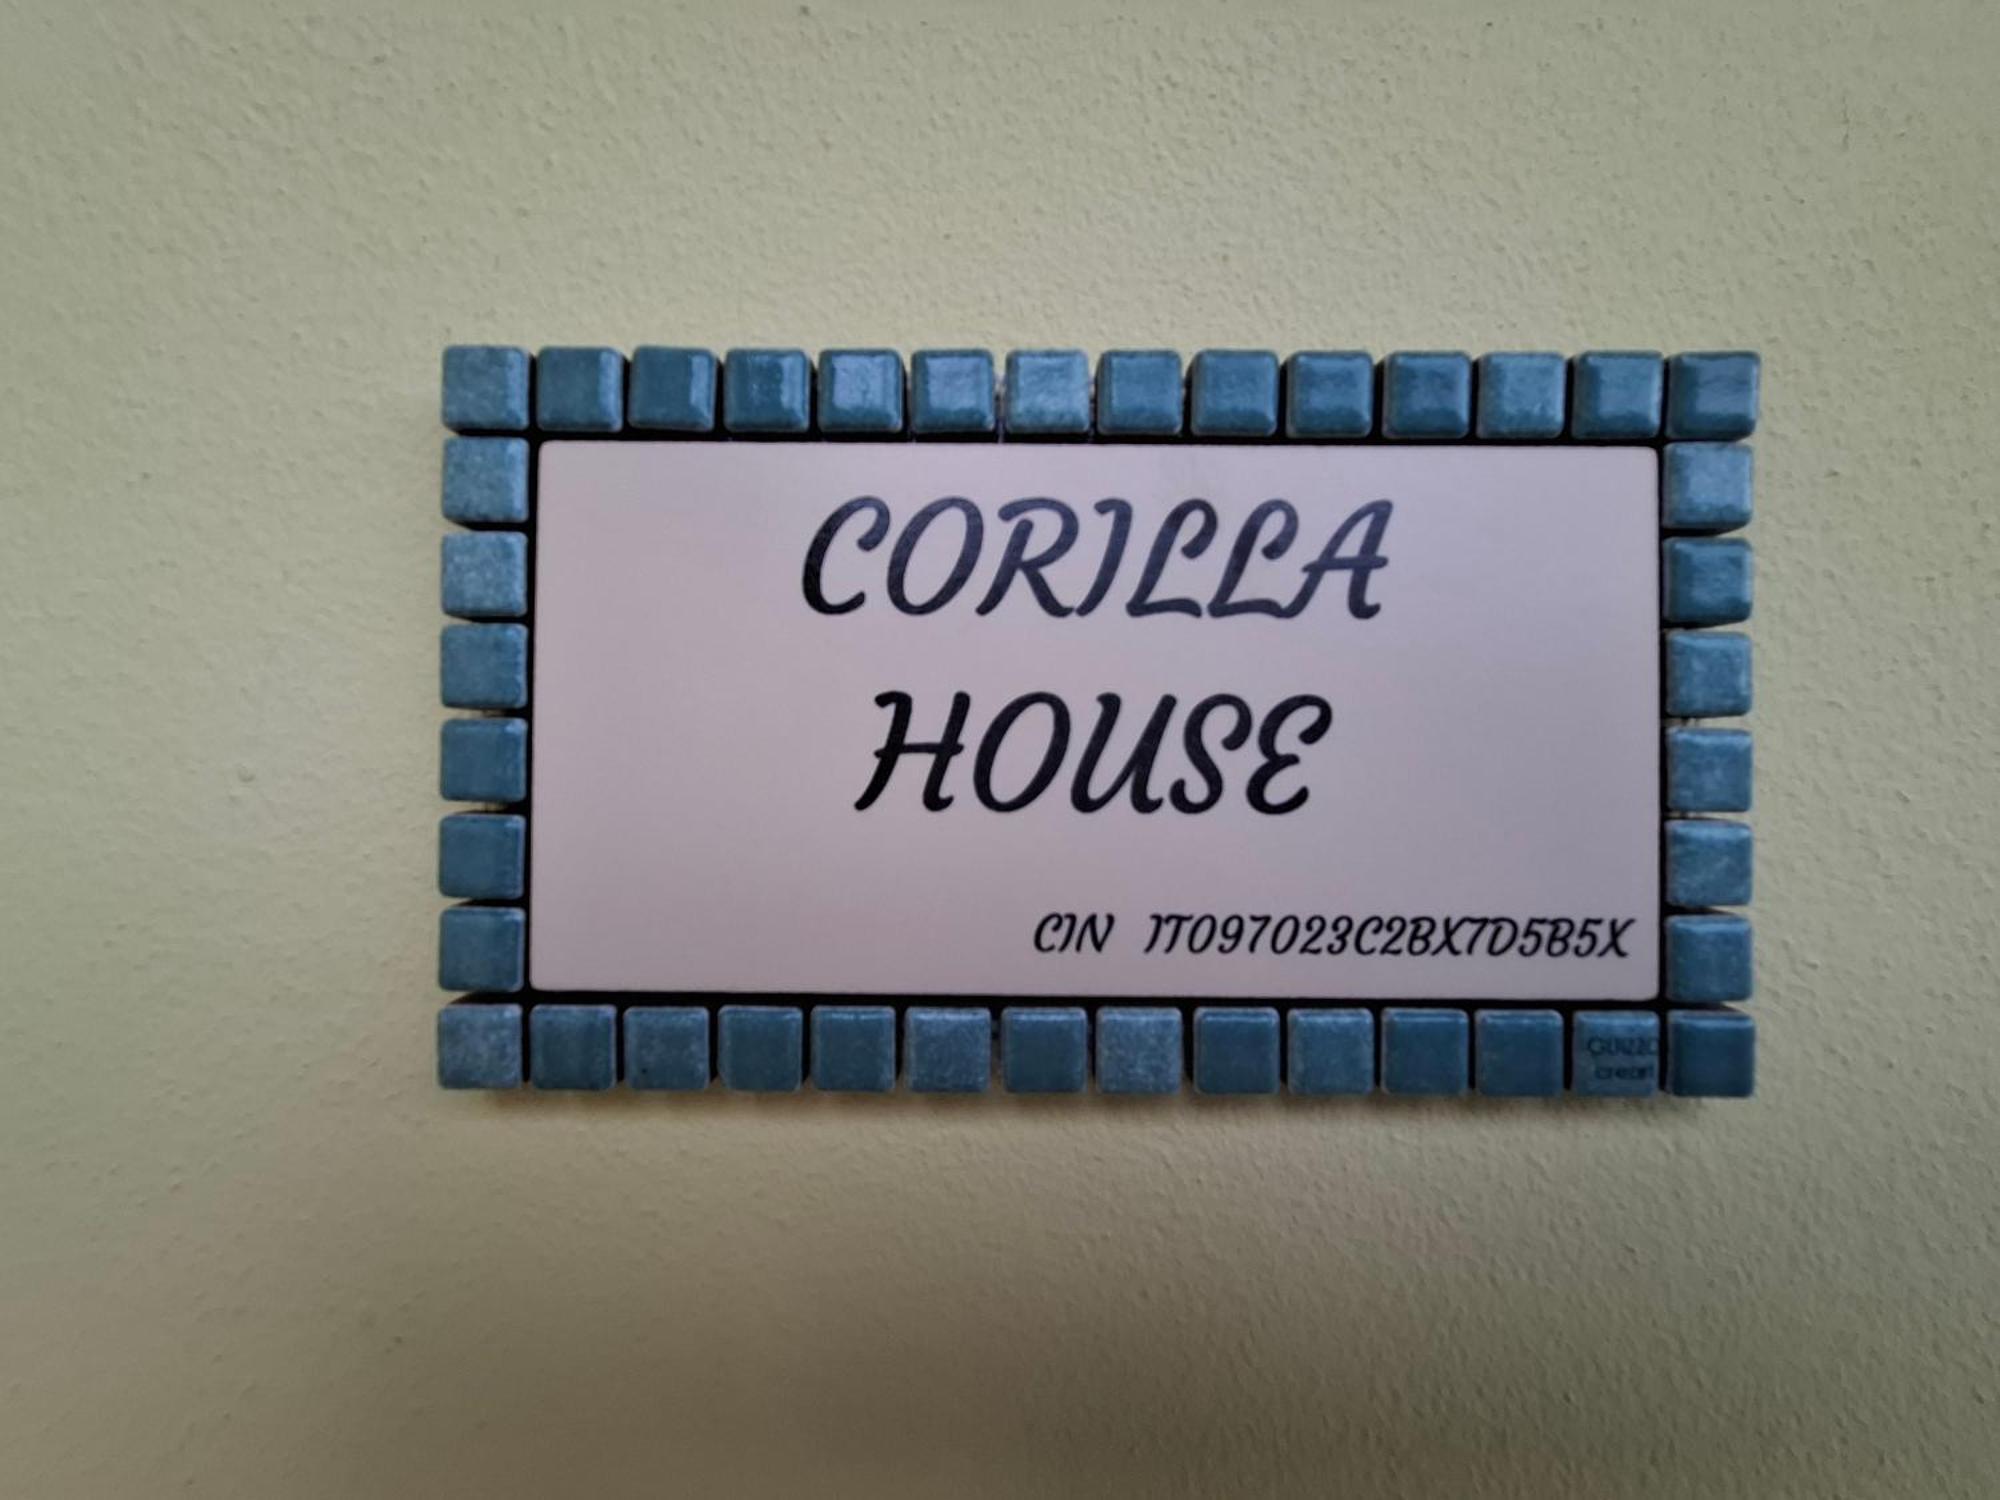 CORILLA
HOUSE
CIN IT097023C2BX7D5B5X